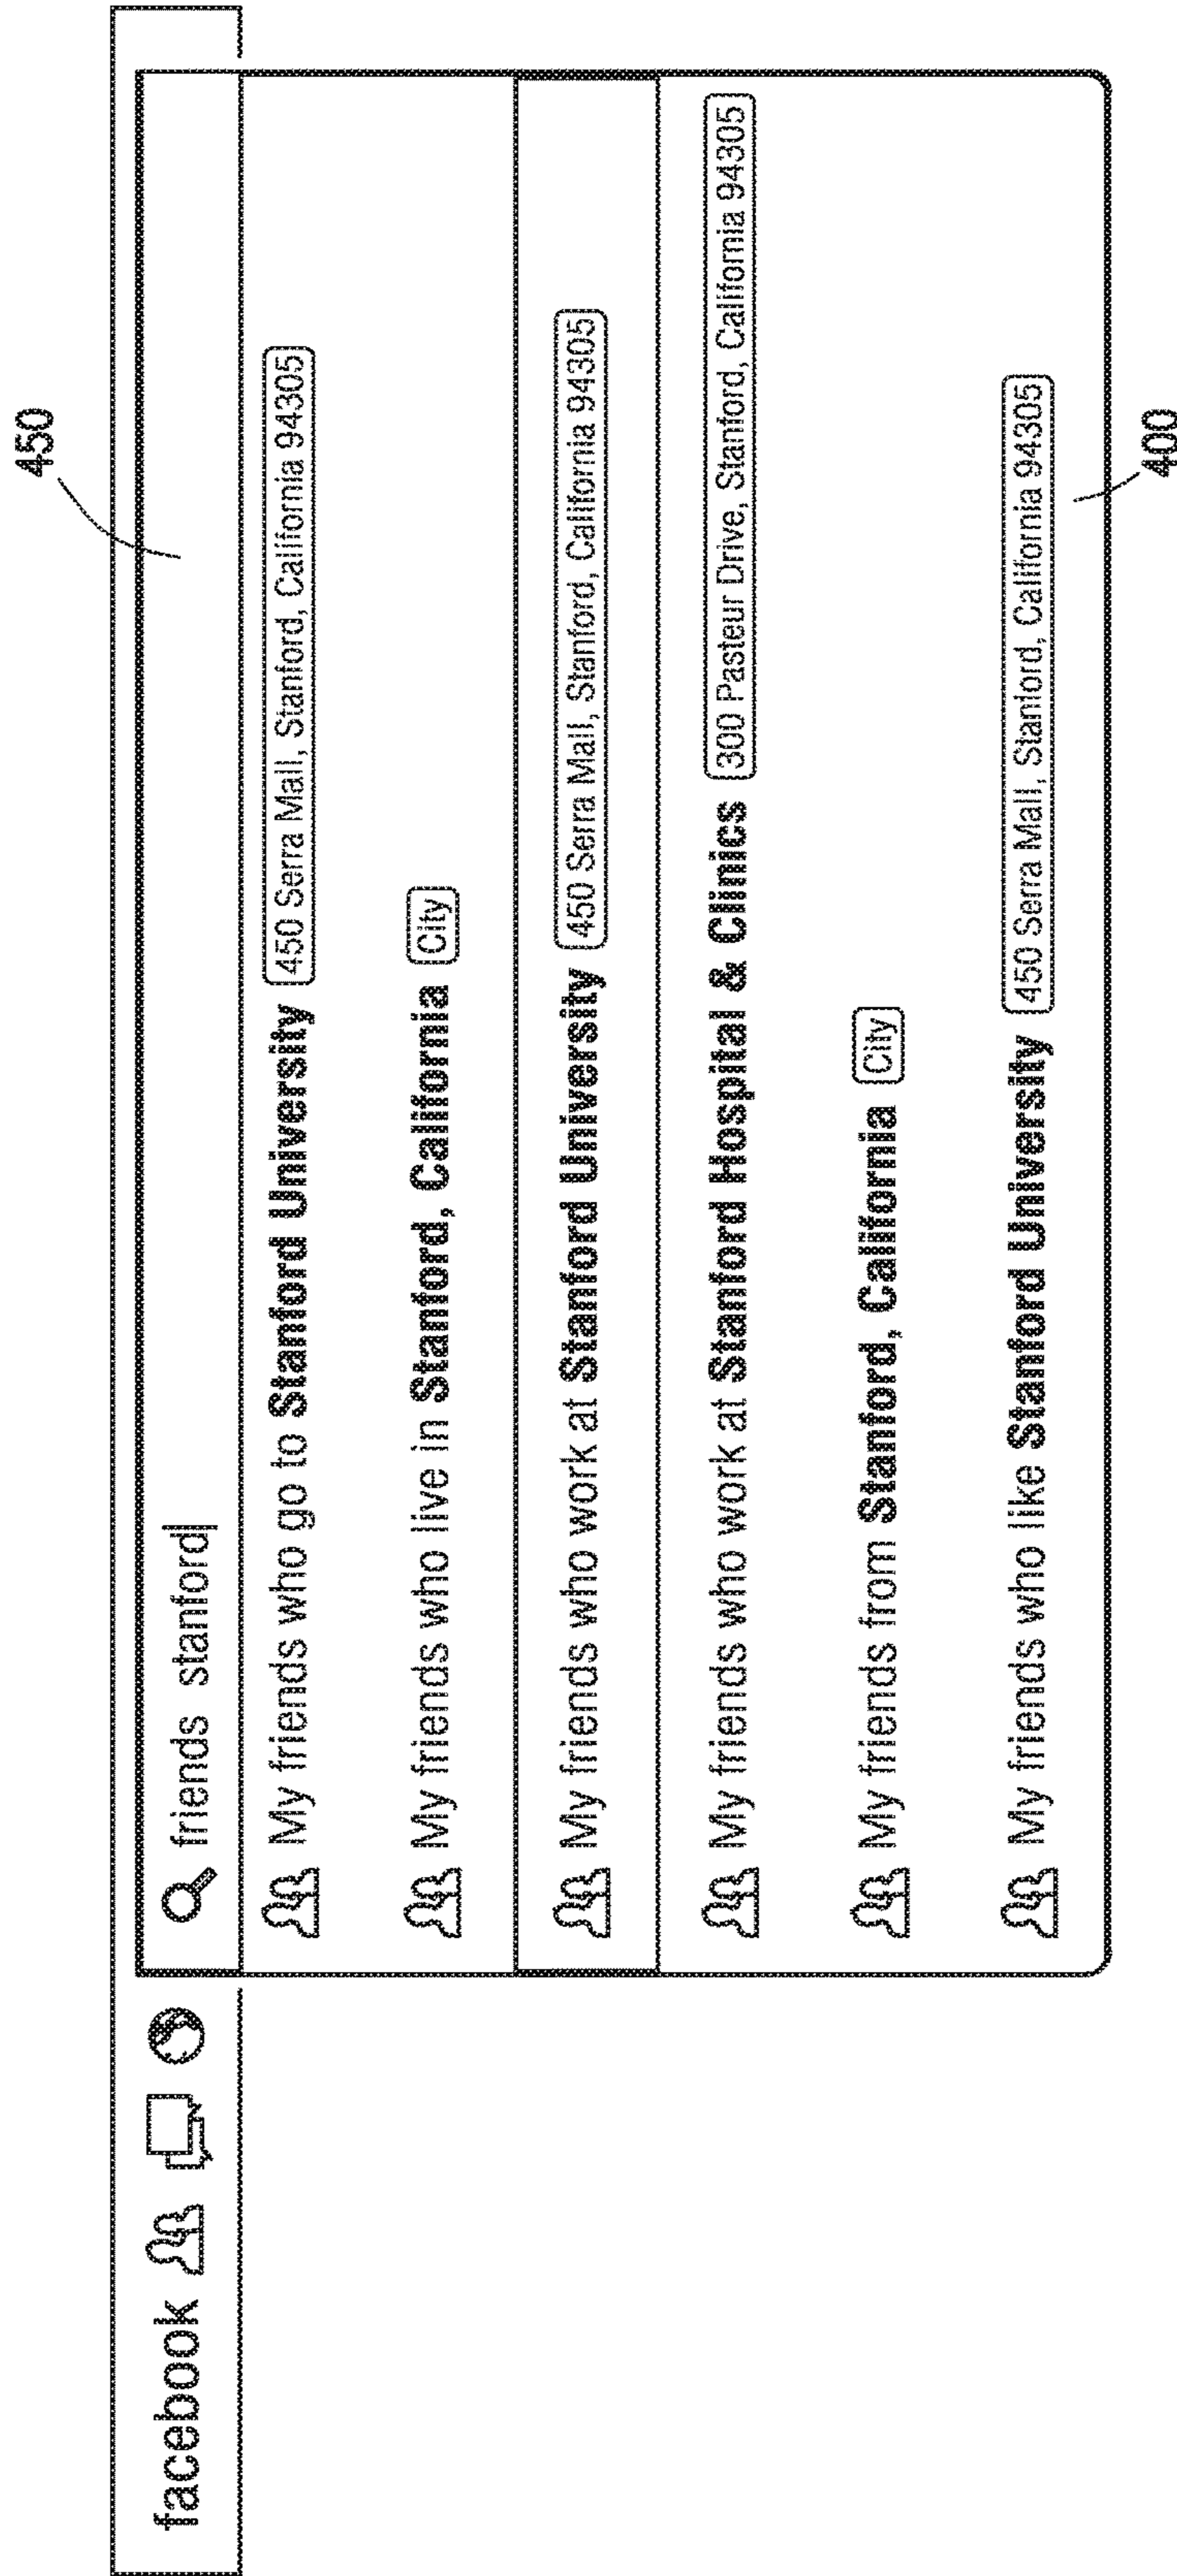 450
facebook
friends stanford
My friends who go to Stanford University 450 Serra Mall, Stanford, California 94305
My friends who live in Stanford, California City
My friends who work at Stanford University 450 Serra Mall, Stanford, California 94305
My friends who work at Stanford Hospital & Clinics 300 Pasteur Drive, Stanford, California 94305
My friends from Stanford, California City
My friends who like Stanford University 450 Serra Mall, Stanford, California 94305
400